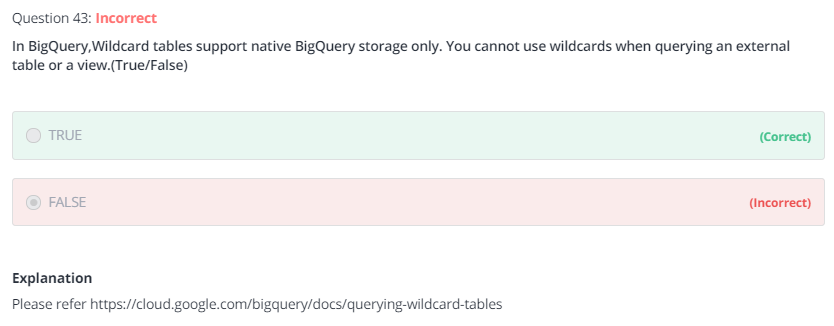 Question 43: Incorrect
In BigQuery,Wildcard tables support native BigQuery storage only. You cannot use wildcards when querying an external
table or a view.(True/False)
TRUE (Correct)
FALSE (Incorrect)
Explanation
Please refer https://cloud.google.com/bigquery/docs/querying-wildcard-tables